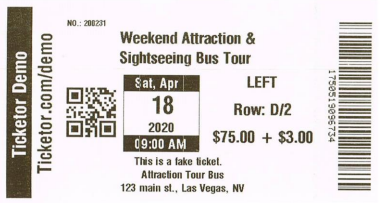 Ticketor Demo
Ticketor.com/demo
NO.: 200231
Weekend Attraction &
Sightseeing Bus Tour
Sat, Apr
18
2020
09:00 AM
LEFT
Row: D/2
$75.00 + $3.00
This is a fake ticket.
Attraction Tour Bus
123 main st., Las Vegas, NV
1750519096734